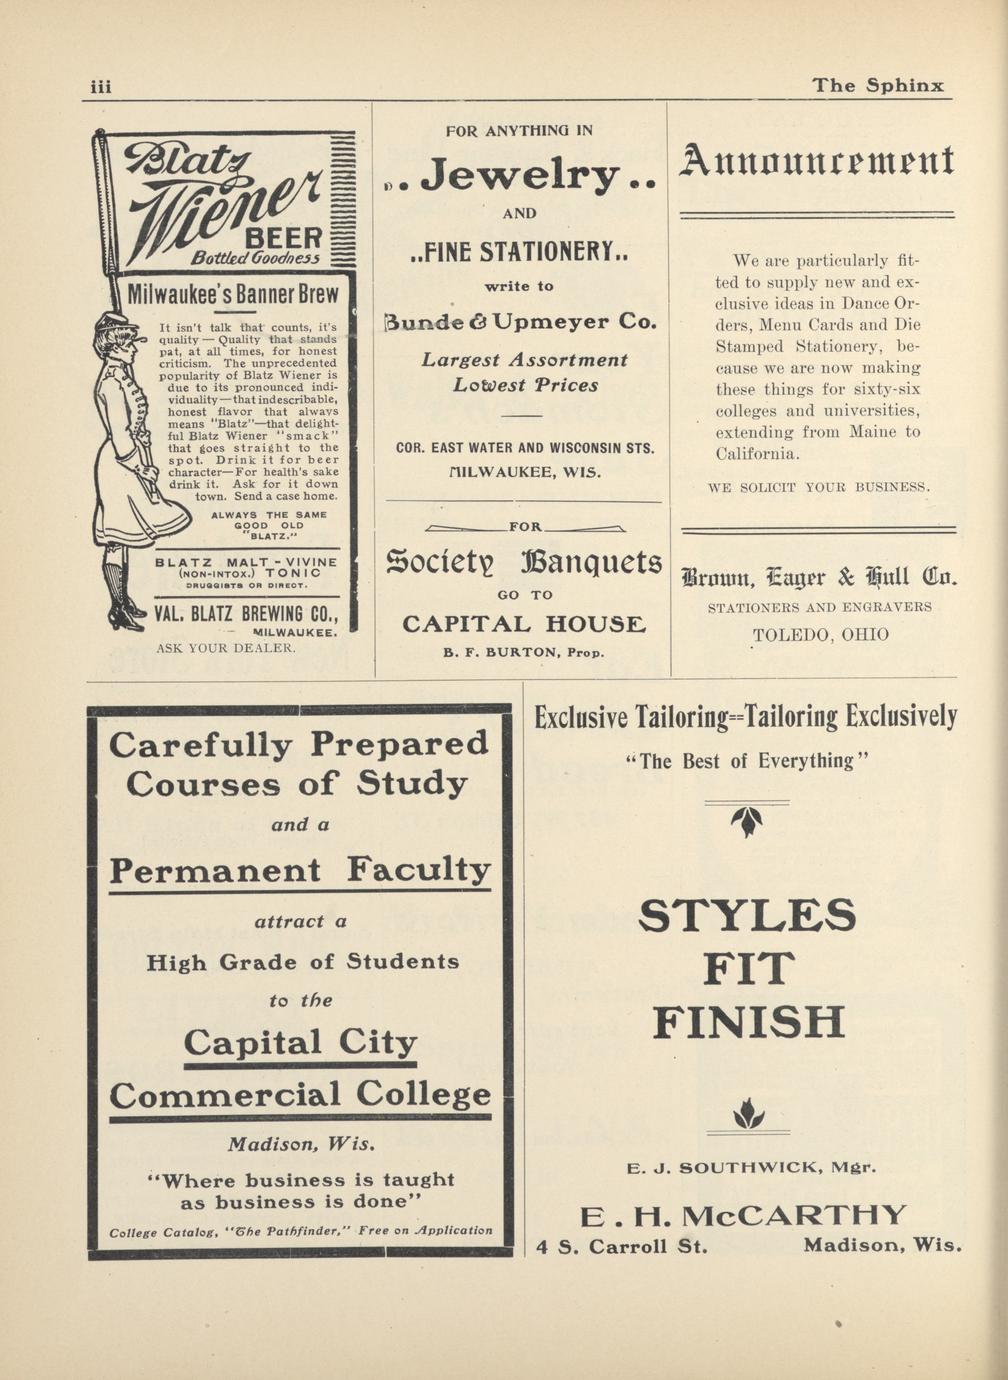 iii
The Sphinx
Blatz
Wiener
BEER
Bottled Goodness
Milwaukee's Banner Brew
It isn't talk that counts, it's
quality — Quality that stands
pat, at all times, for honest
criticism. The unprecedented
popularity of Blatz Wiener is
due to its pronounced indi-
viduality—that indescribable,
honest flavor that always
means "Blatz"—that delight-
ful Blatz Wiener "smack"
that goes straight to the
spot. Drink it for beer
character—For health's sake
drink it. Ask for it down
town. Send a case home.
ALWAYS THE SAME
GOOD OLD
"BLATZ."
BLATZ MALT-VIVINE
(NON-INTOX.) TONIC
DRUGGISTS OR DIRECT.
VAL. BLATZ BREWING CO.,
MILWAUKEE.
ASK YOUR DEALER.
FOR ANYTHING IN
.. Jewelry ..
AND
..FINE STATIONERY..
write to
Bunde & Upmeyer Co.
Largest Assortment
Lowest Prices
COR. EAST WATER AND WISCONSIN STS.
MILWAUKEE, WIS.
FOR
Society Banquets
GO TO
CAPITAL HOUSE
B. F. BURTON, Prop.
Announcement
We are particularly fit-
ted to supply new and ex-
clusive ideas in Dance Or-
ders, Menu Cards and Die
Stamped Stationery, be-
cause we are now making
these things for sixty-six
colleges and universities,
extending from Maine to
California.
WE SOLICIT YOUR BUSINESS.
Brown, Eager & Hull Co.
STATIONERS AND ENGRAVERS
TOLEDO, OHIO
Carefully Prepared
Courses of Study
and a
Permanent Faculty
attract a
High Grade of Students
to the
Capital City
Commercial College
Madison, Wis.
"Where business is taught
as business is done"
College Catalog, "The Pathfinder," Free on Application
Exclusive Tailoring==Tailoring Exclusively
"The Best of Everything"
STYLES
FIT
FINISH
E. J. SOUTHWICK, Mgr.
E. H. McCARTHY
4 S. Carroll St. Madison, Wis.